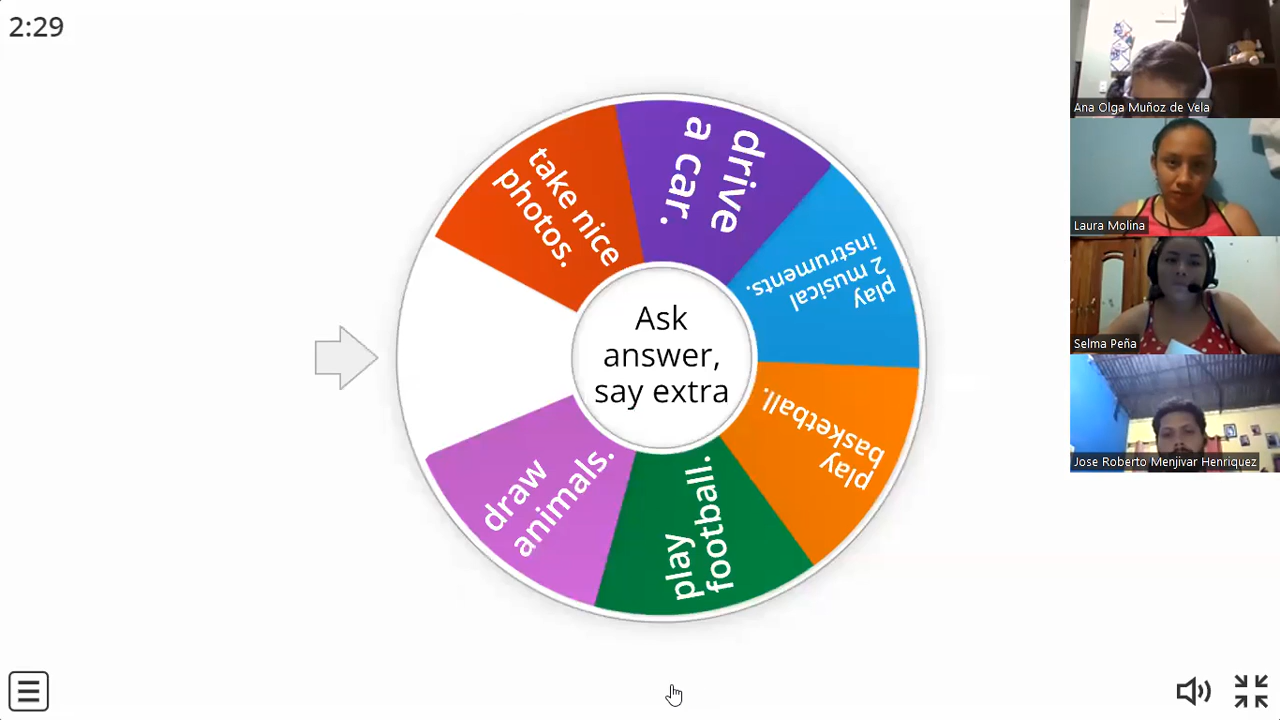 2:29
drive
a car.
take nice
photos.
play
2 musical
instruments.
play
basketball.
play
football.
draw
animals.
Ask
answer,
say extra
Ana Olga Muñoz de Vela
Laura Molina
Selma Peña
Jose Roberto Menjivar Henriquez